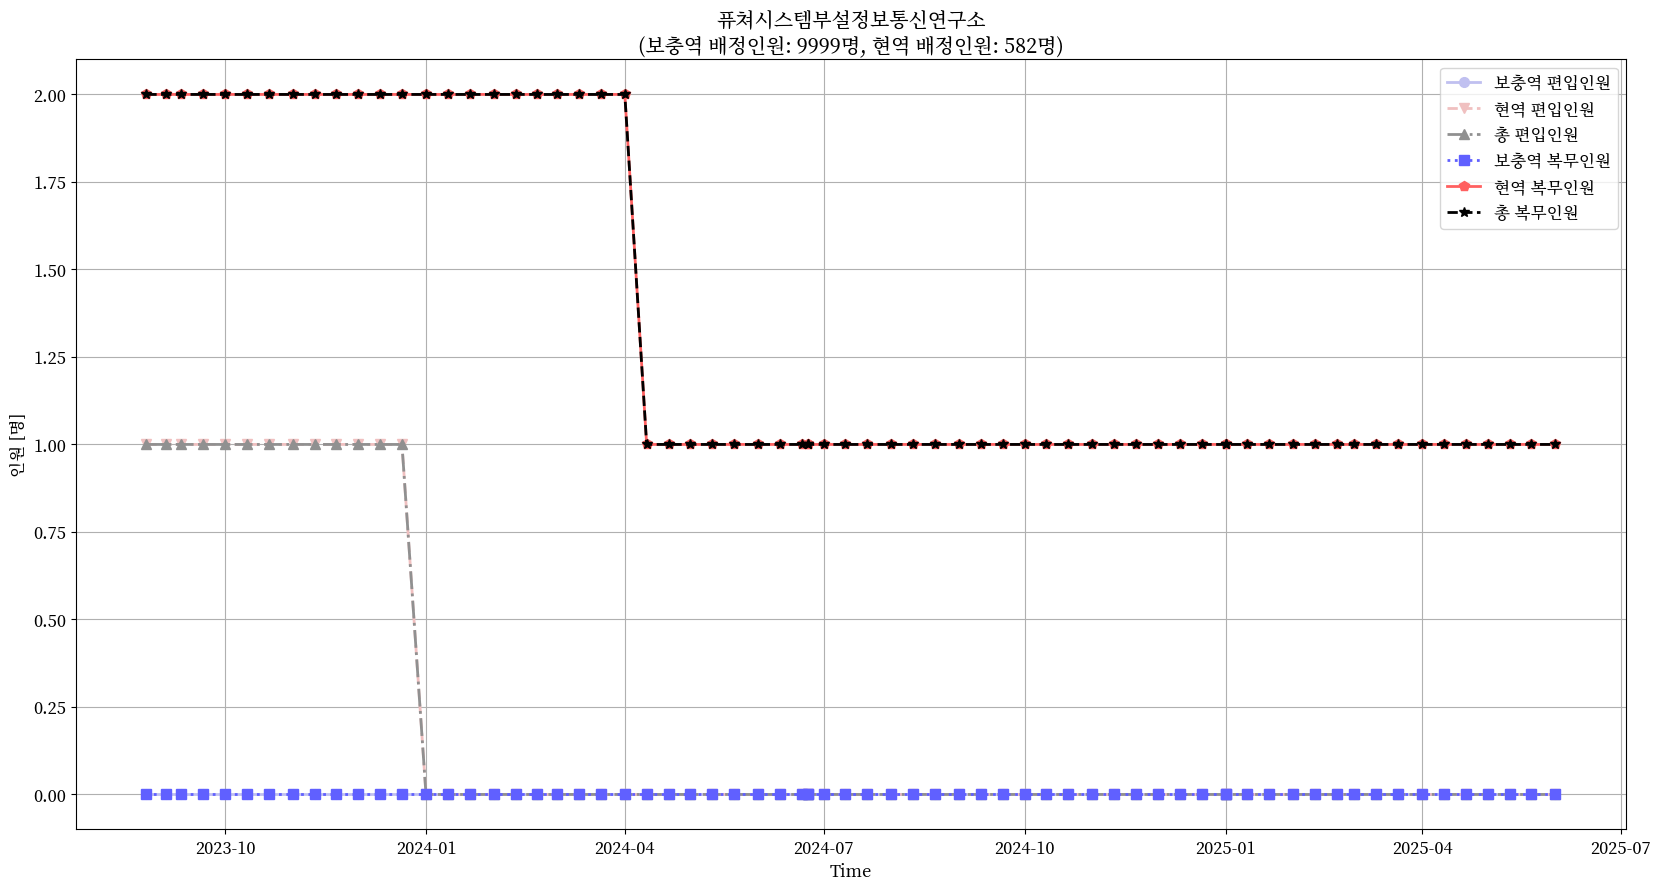 퓨쳐시스템부설정보통신연구소
(보충역 배정인원: 9999명, 현역 배정인원: 582명)
보충역 편입인원
현역 편입인원
총 편입인원
보충역 복무인원
현역 복무인원
총 복무인원
인원 [명]
2.00
1.75
1.50
1.25
1.00
0.75
0.50
0.25
0.00
2023-10
2024-01
2024-04
2024-07
2024-10
2025-01
2025-04
2025-07
Time